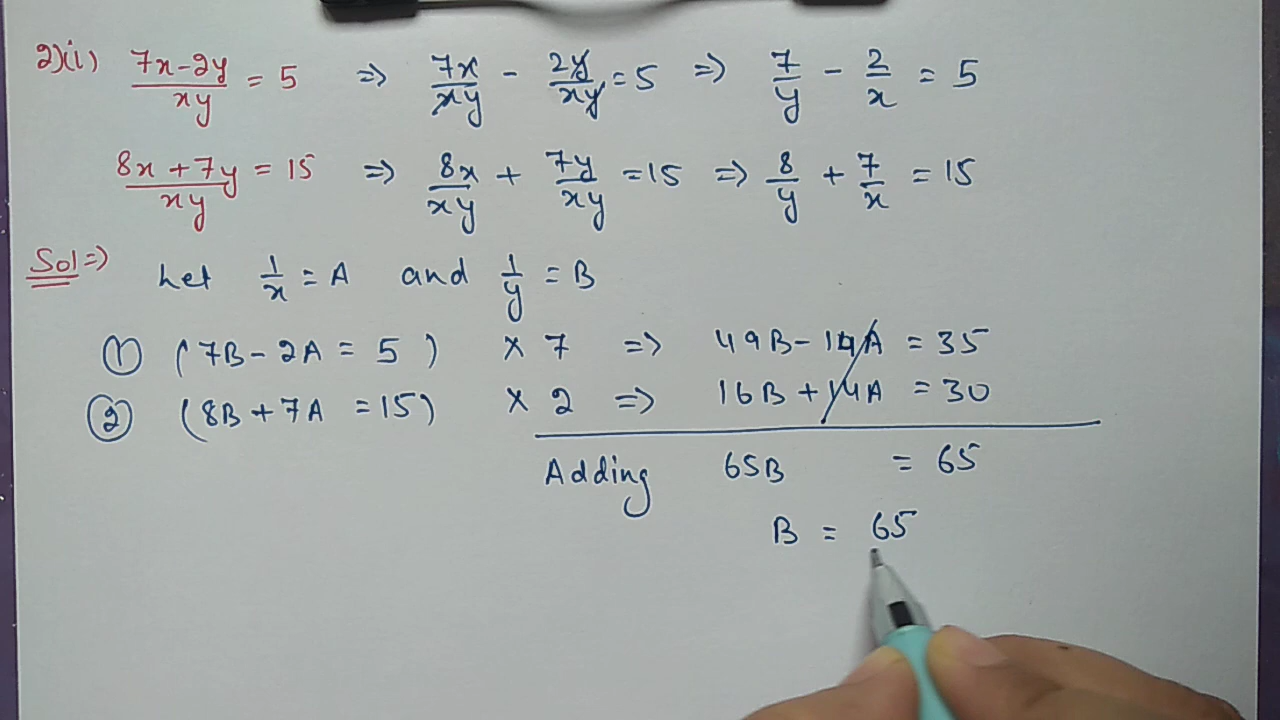 2)(i) (7x-2y)/(xy) = 5 => 7x/(xy) - 2y/(xy) = 5 => 7/y - 2/x = 5
(8x+7y)/(xy) = 15 => 8x/(xy) + 7y/(xy) = 15 => 8/y + 7/x = 15
Sol=> Let 1/x = A and 1/y = B
① (7B-2A = 5) × 7 => 49B-14A = 35
② (8B+7A = 15) × 2 => 16B+14A = 30
Adding 65B = 65
B = 65